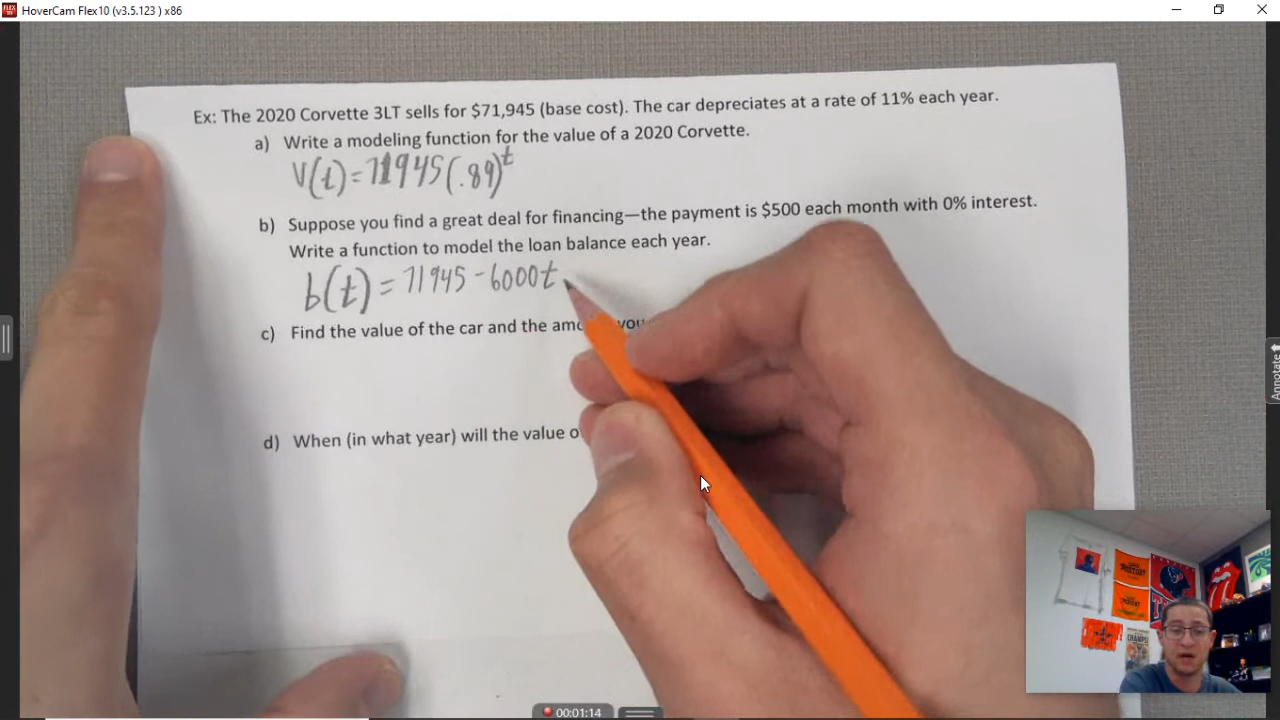 HoverCam Flex10 (v3.5.123 ) x86
Ex: The 2020 Corvette 3LT sells for $71,945 (base cost). The car depreciates at a rate of 11% each year.
a) Write a modeling function for the value of a 2020 Corvette.
V(t)=71945(.89)^t
b) Suppose you find a great deal for financing—the payment is $500 each month with 0% interest.
Write a function to model the loan balance each year.
b(t) = 71945 - 6000t
c) Find the value of the car and the you
d) When (in what year) will the value
Annotate
00:01:14